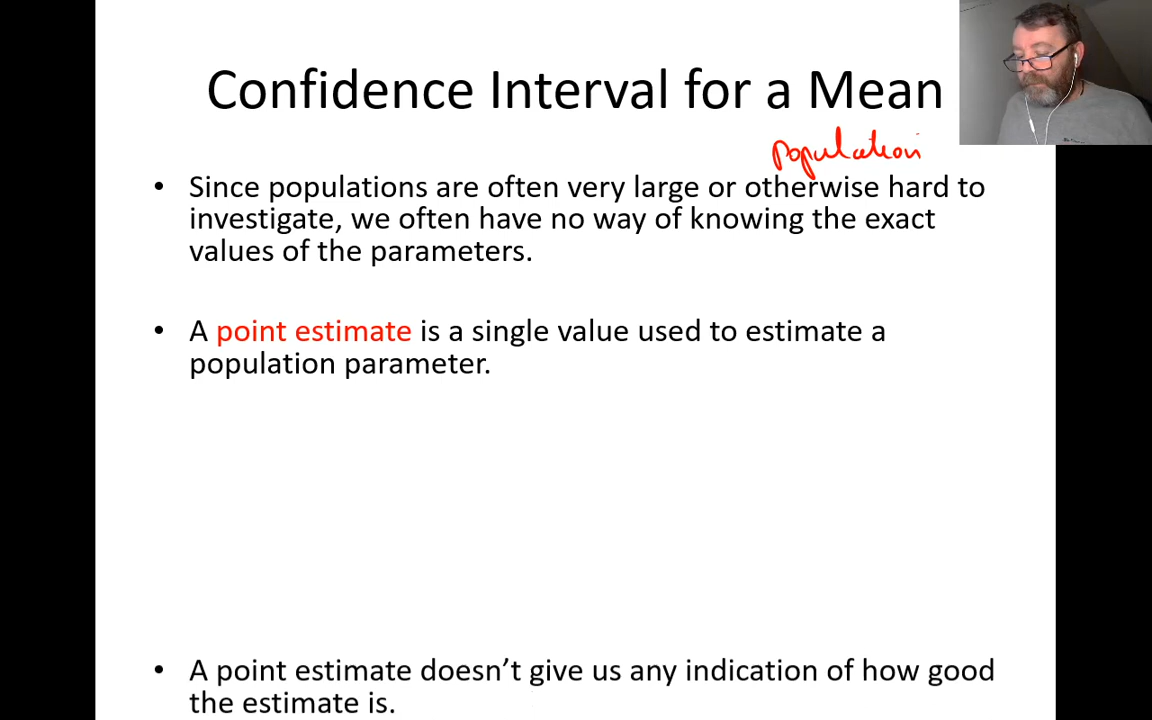 Confidence Interval for a Mean
population
• Since populations are often very large or otherwise hard to
investigate, we often have no way of knowing the exact
values of the parameters.
• A point estimate is a single value used to estimate a
population parameter.
• A point estimate doesn’t give us any indication of how good
the estimate is.